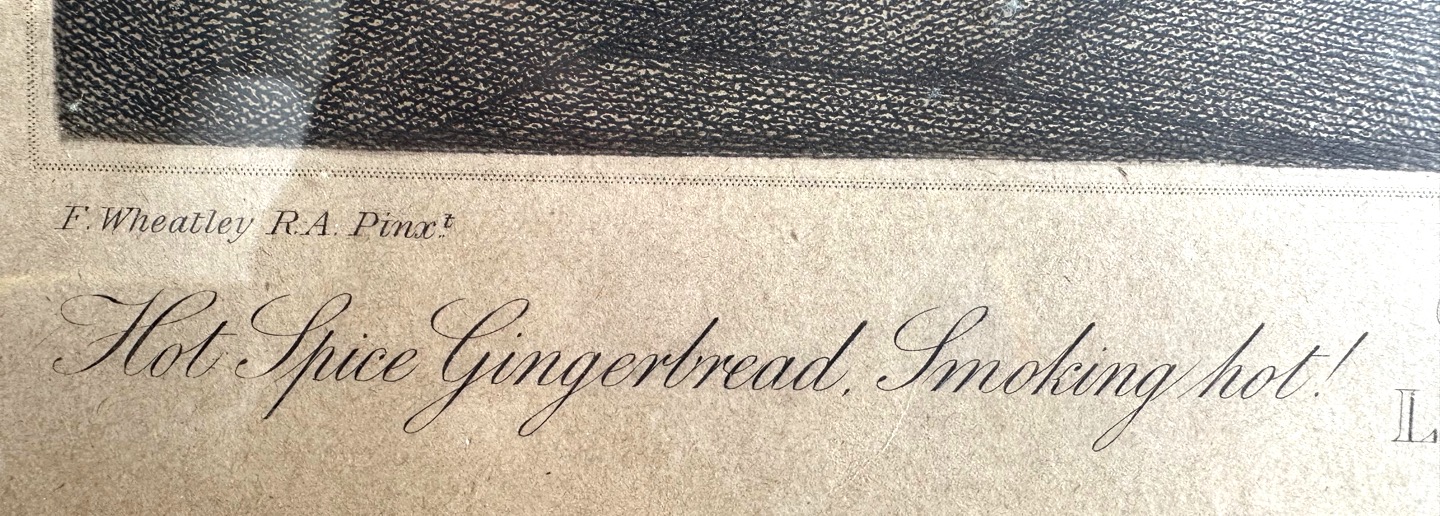 F. Wheatley R.A. Pinx.t
Hot Spice Gingerbread, Smoking hot!
L